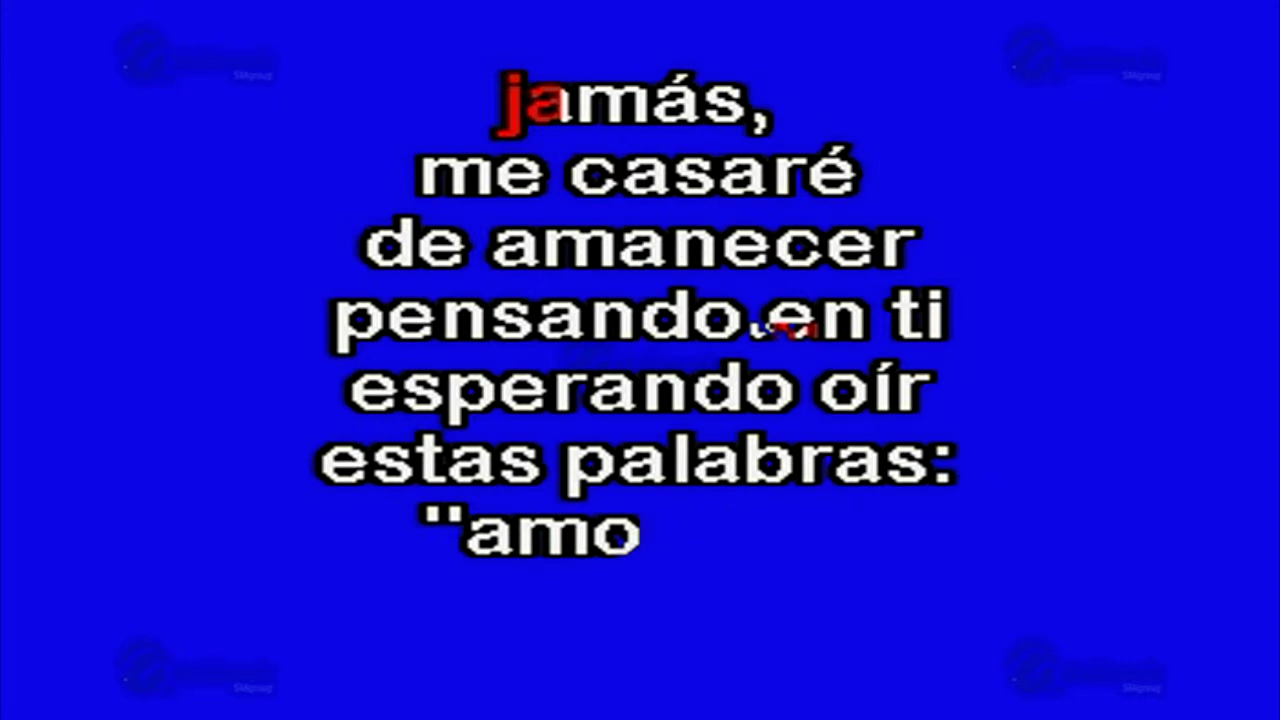 jamás,
me casaré
de amanecer
pensando en ti
esperando oír
estas palabras:
"amo